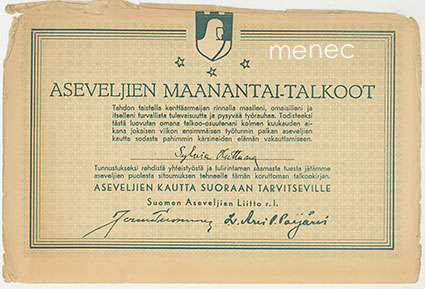 menec
ASEVELJIEN MAANANTAI-TALKOOT
Tahdon taistella kenttäarmeijan rinnalla maalleni, omaisilleni ja
itselleni turvallista tulevaisuutta ja pysyvää työrauhaa. Todisteeksi
tästä luovutan omana talkoo-osuutenani kolmen kuukauden ai-
kana jokaisen viikon ensimmäisen työtunnin palkan aseveljien
kautta sodasta pahimmin kärsineiden elämän vakauttamiseen.
Sylvia
Tunnustukseksi rehdistä yhteistyöstä ja tulirintaman saamasta tuesta jätämme
aseveljien puolesta sitoumuksen tehneelle tämän koruttoman talkookirjan.
ASEVELJIEN KAUTTA SUORAAN TARVITSEVILLE
Suomen Aseveljien Liitto r.l.